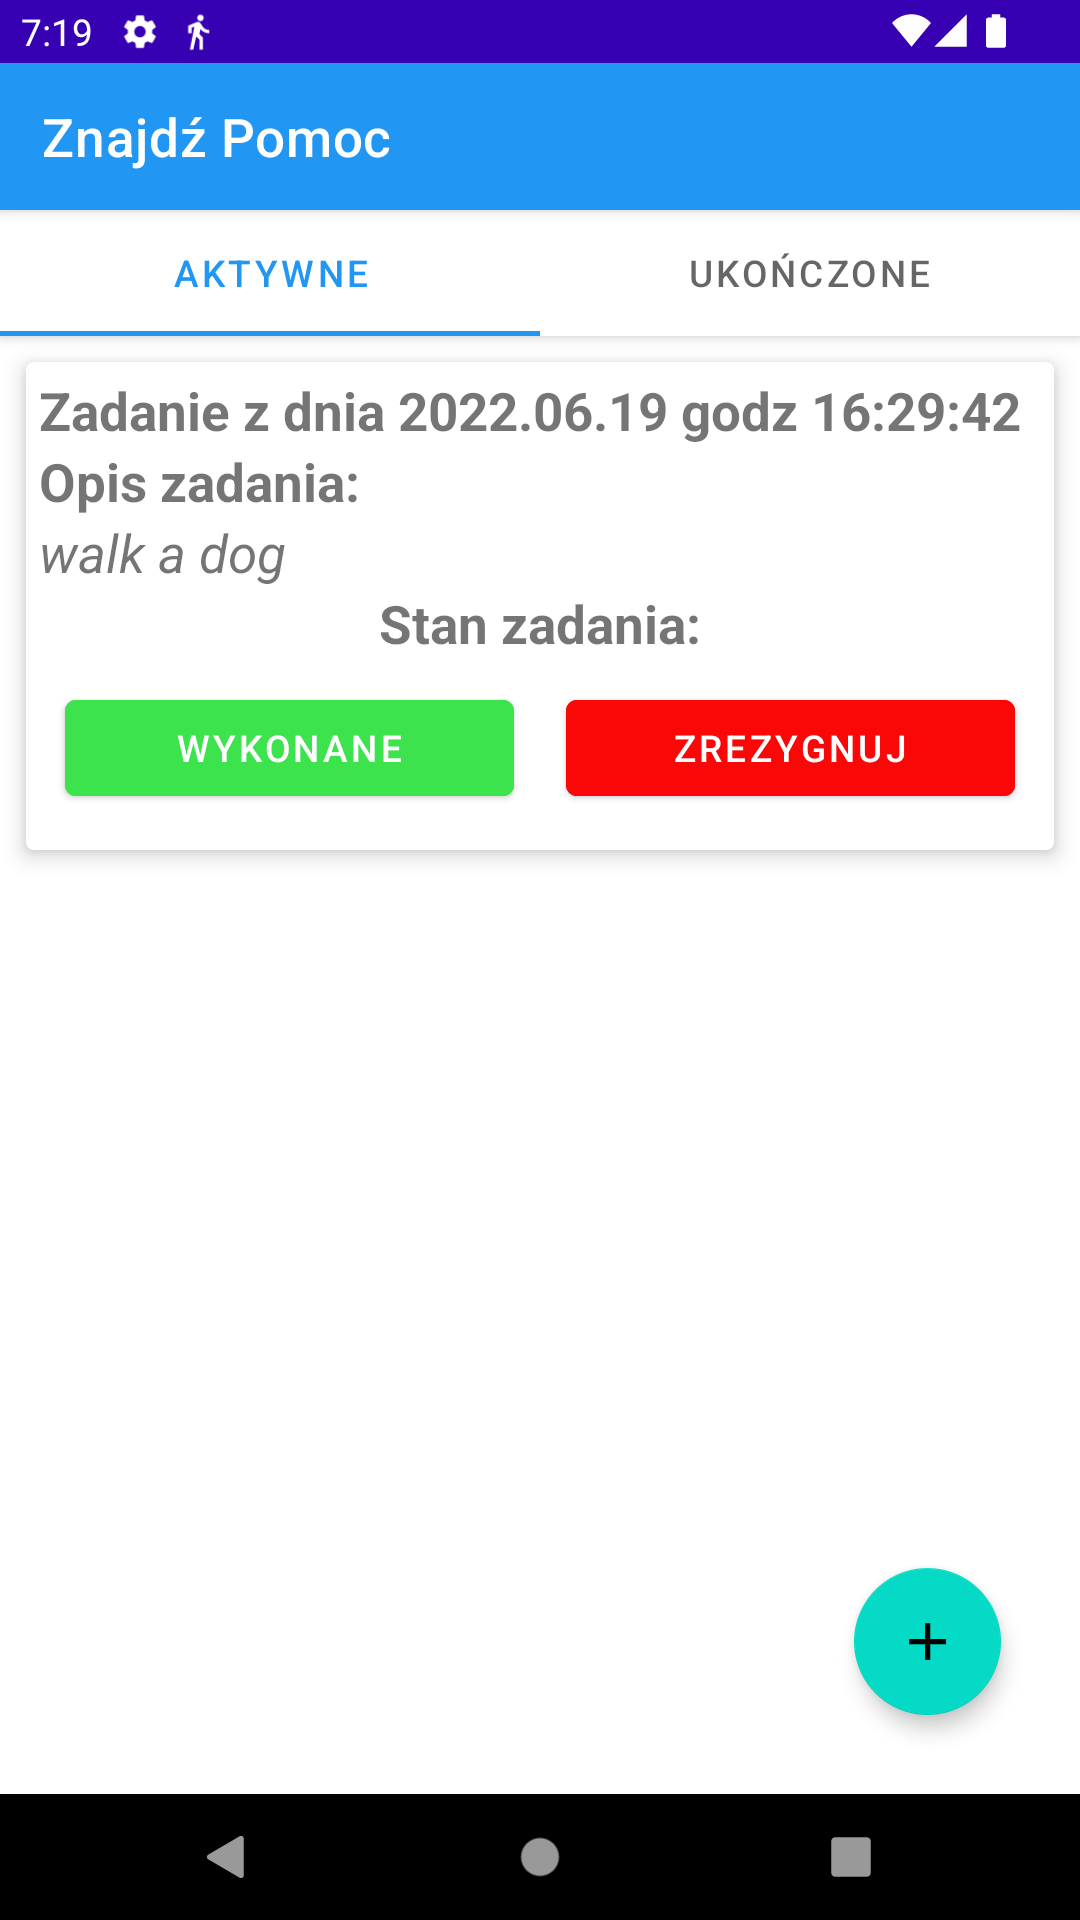 7:19
Znajdź Pomoc
AKTYWNE
UKOŃCZONE
Zadanie z dnia 2022.06.19 godz 16:29:42
Opis zadania:
walk a dog
Stan zadania:
WYKONANE
ZREZYGNUJ